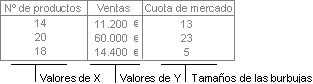 Nº de productos Ventas Cuota de mercado
14 11.200 € 13
20 60.000 € 23
18 14.400 € 5
Valores de X Valores de Y Tamaños de las burbujas